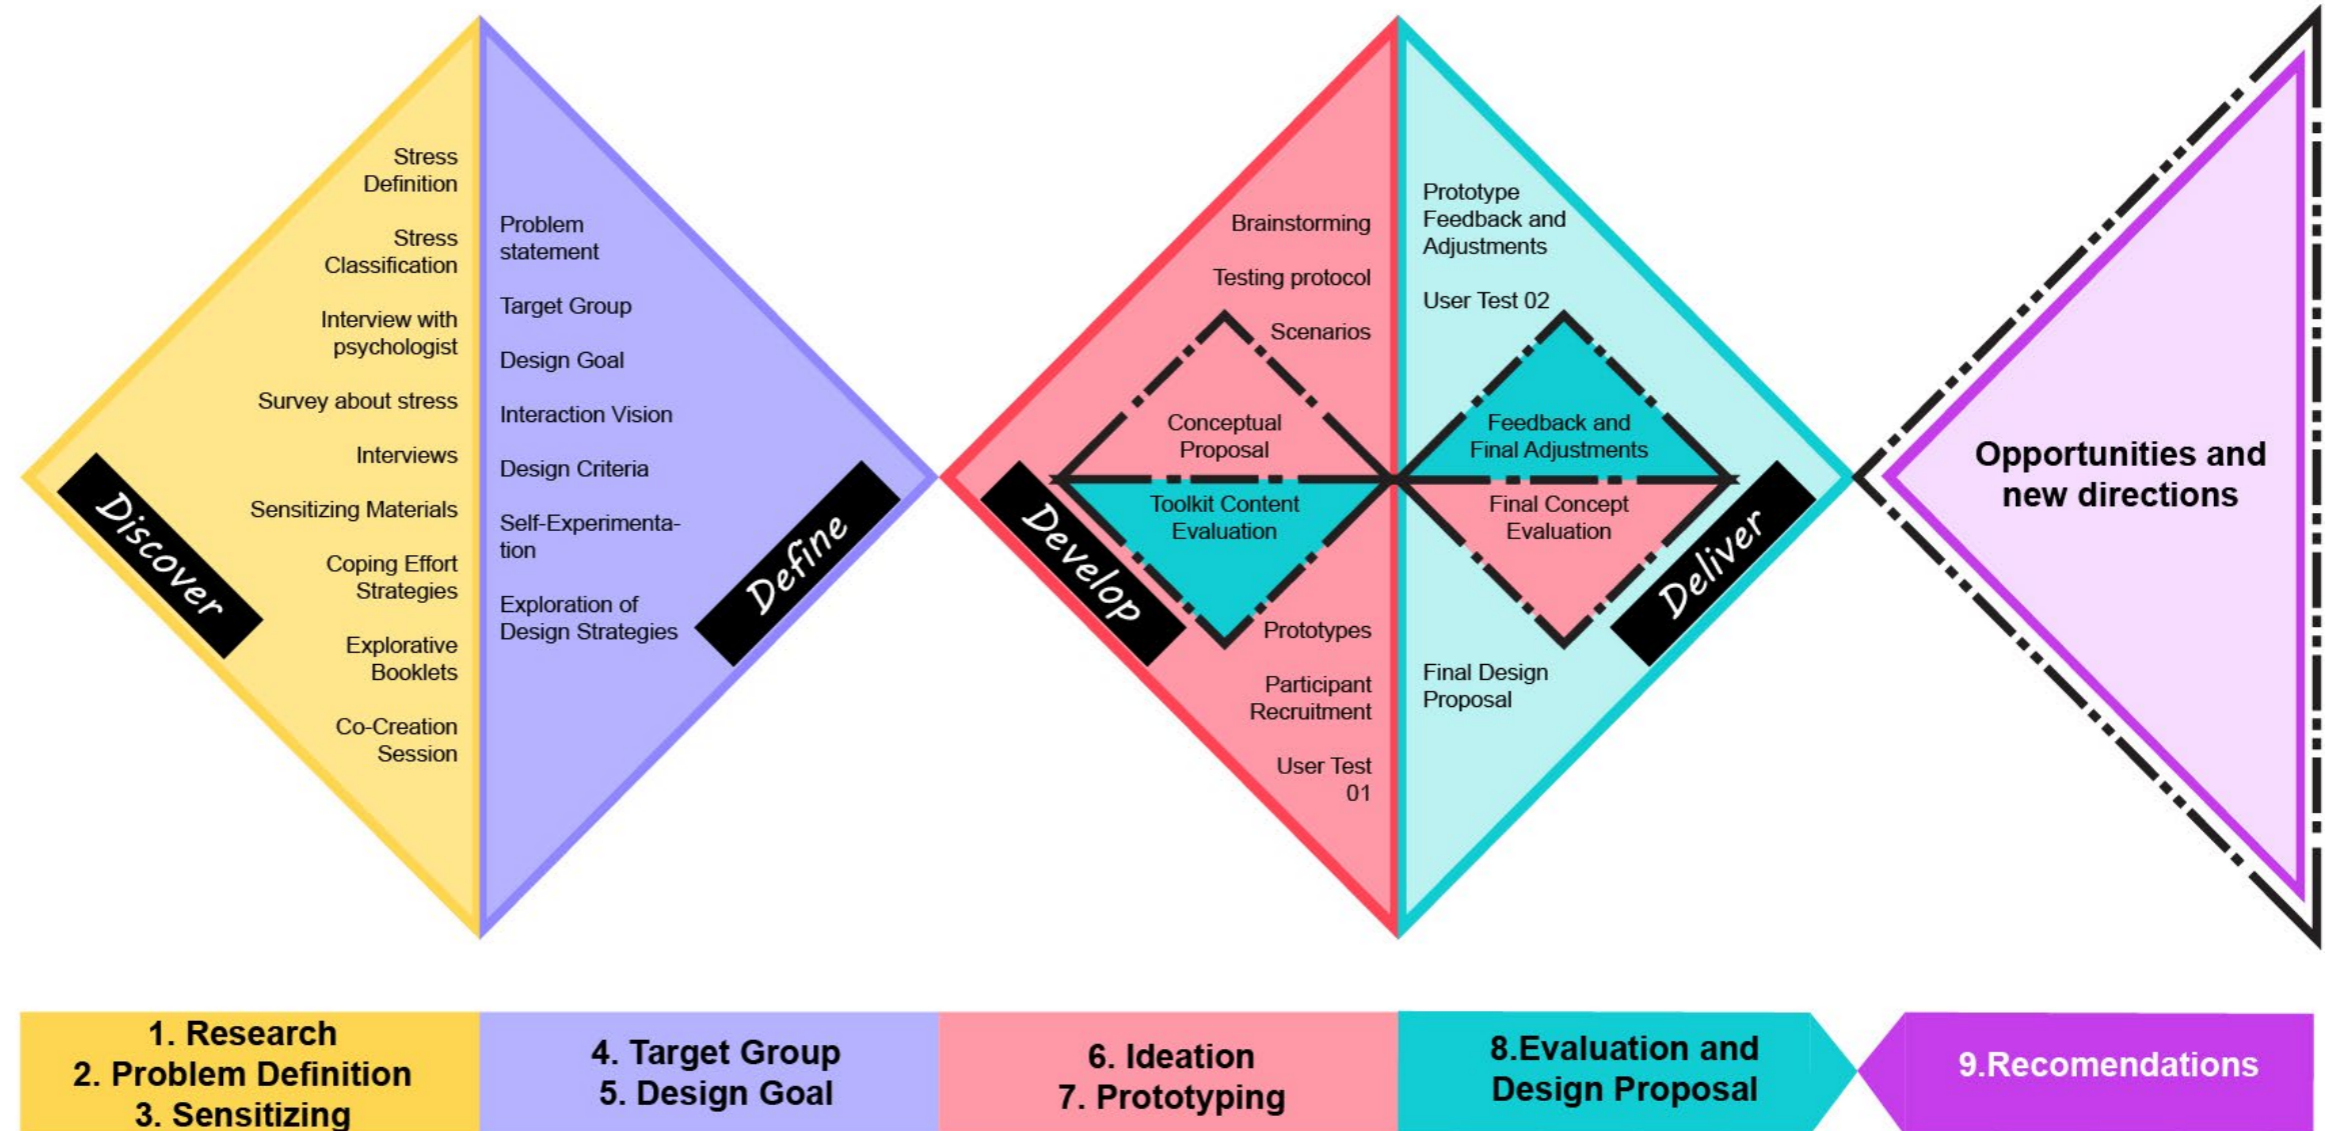 Stress
Definition
Stress
Classification
Interview with
psychologist
Survey about stress
Interviews
Sensitizing Materials
Coping Effort
Strategies
Explorative
Booklets
Co-Creation
Session
Discover
Problem
statement
Target Group
Design Goal
Interaction Vision
Design Criteria
Self-Experimenta-
tion
Exploration of
Design Strategies
Define
Brainstorming
Testing protocol
Scenarios
Conceptual
Proposal
Toolkit Content
Evaluation
Develop
Prototypes
Participant
Recruitment
User Test
01
Prototype
Feedback and
Adjustments
User Test 02
Feedback and
Final Adjustments
Final Concept
Evaluation
Deliver
Final Design
Proposal
Opportunities and
new directions
1. Research
2. Problem Definition
3. Sensitizing
4. Target Group
5. Design Goal
6. Ideation
7. Prototyping
8.Evaluation and
Design Proposal
9.Recomendations